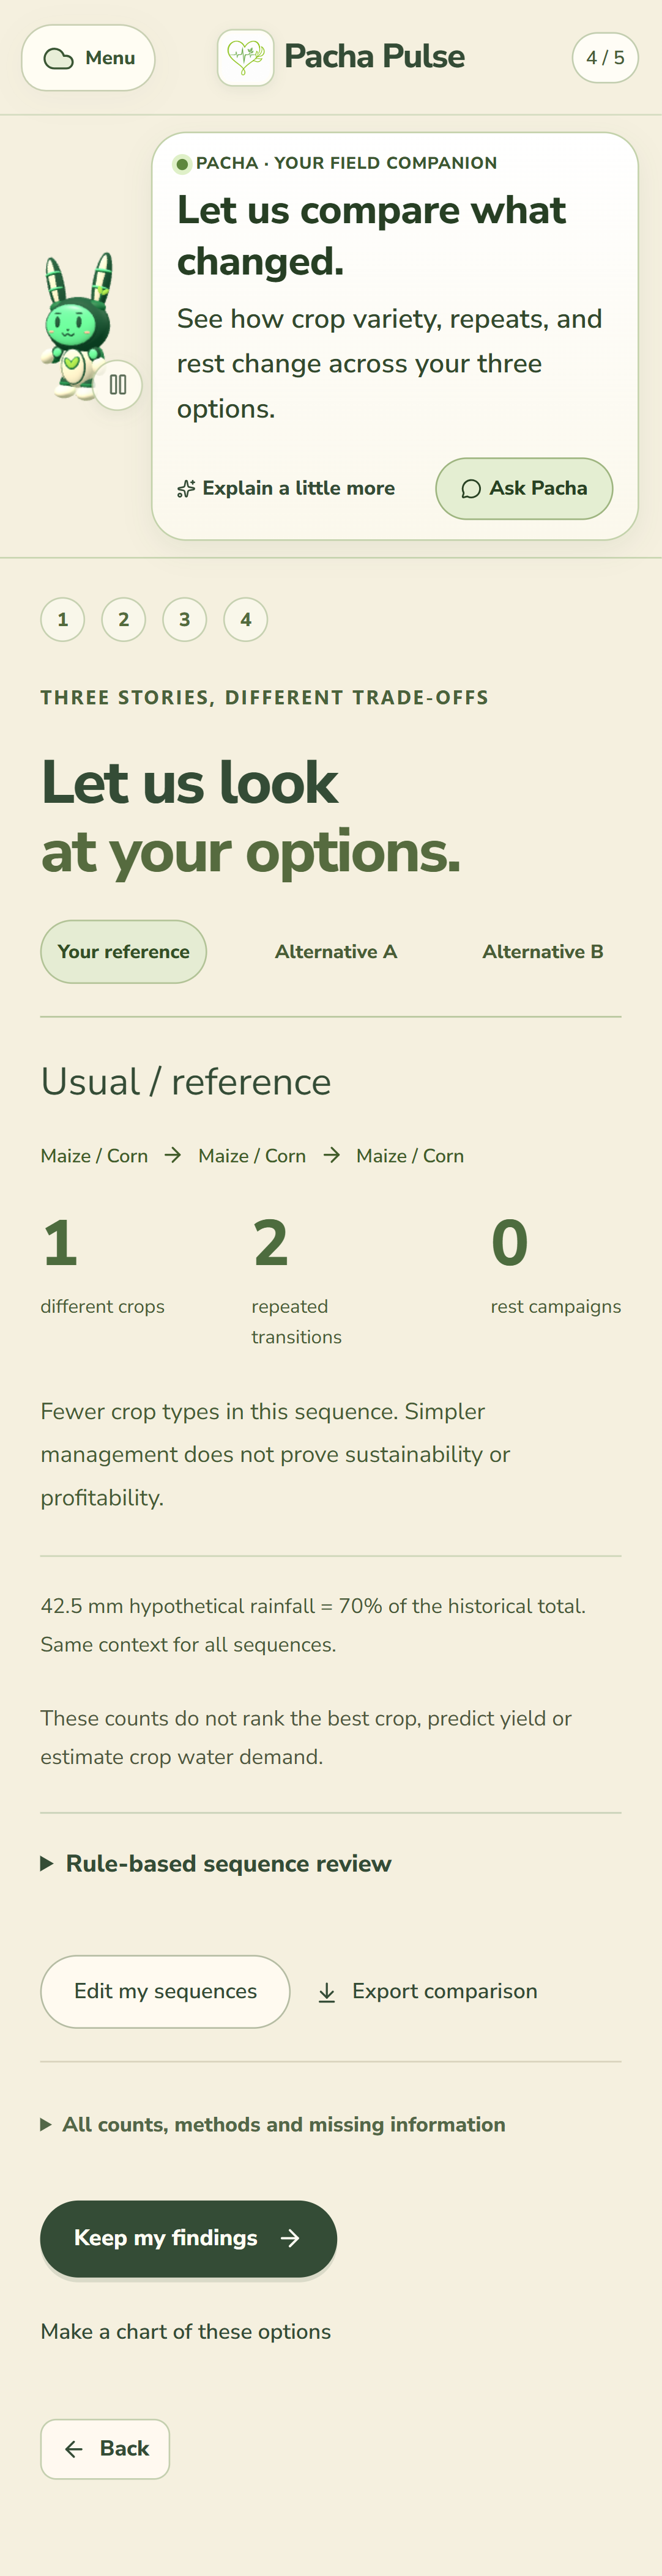 Menu
Pacha Pulse
4 / 5
PACHA · YOUR FIELD COMPANION
Let us compare what
changed.
See how crop variety, repeats, and
rest change across your three
options.
Explain a little more
Ask Pacha
1
2
3
4
THREE STORIES, DIFFERENT TRADE-OFFS
Let us look
at your options.
Your reference
Alternative A
Alternative B
Usual / reference
Maize / Corn → Maize / Corn → Maize / Corn
1
different crops
2
repeated
transitions
0
rest campaigns
Fewer crop types in this sequence. Simpler
management does not prove sustainability or
profitability.
42.5 mm hypothetical rainfall = 70% of the historical total.
Same context for all sequences.
These counts do not rank the best crop, predict yield or
estimate crop water demand.
Rule-based sequence review
Edit my sequences
Export comparison
All counts, methods and missing information
Keep my findings →
Make a chart of these options
← Back